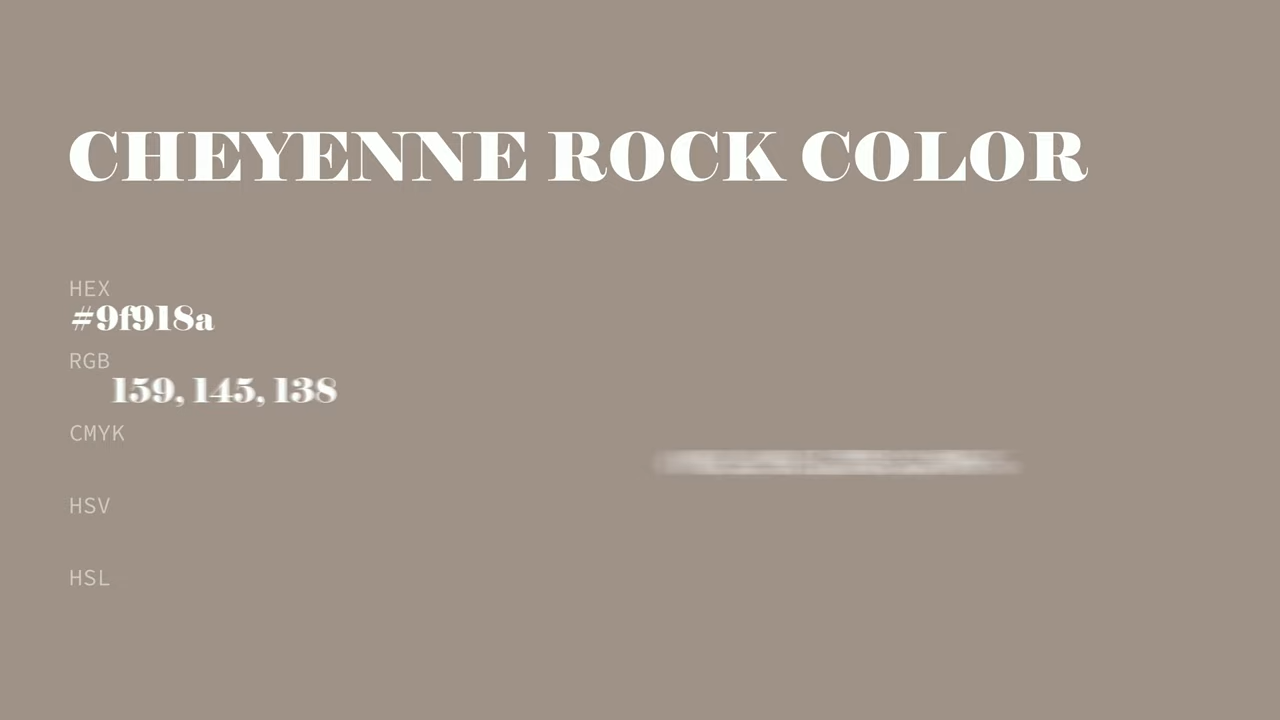 CHEYENNE ROCK COLOR
HEX
#9f918a
RGB
159, 145, 138
CMYK
HSV
HSL